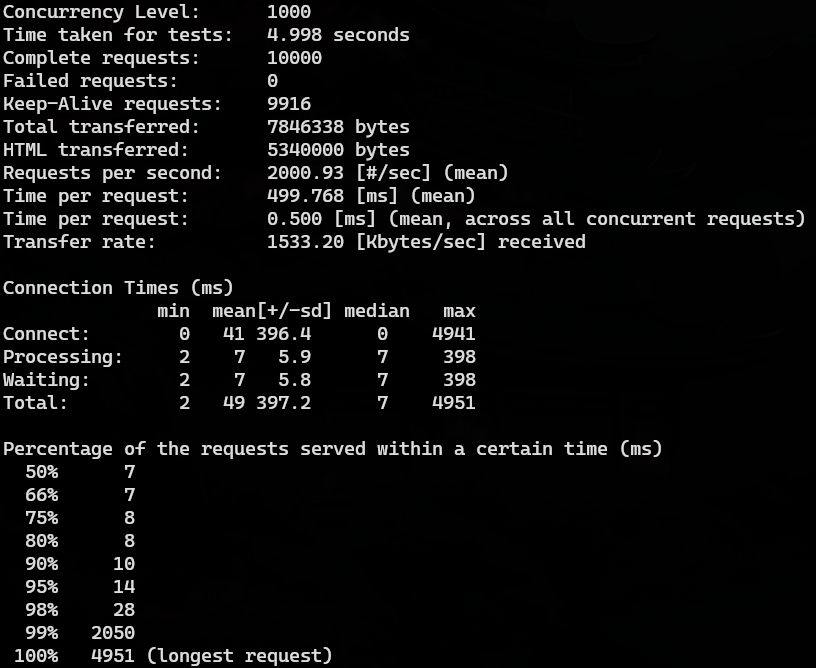 Concurrency Level:      1000
Time taken for tests:   4.998 seconds
Complete requests:      10000
Failed requests:        0
Keep-Alive requests:    9916
Total transferred:      7846338 bytes
HTML transferred:       5340000 bytes
Requests per second:    2000.93 [#/sec] (mean)
Time per request:       499.768 [ms] (mean)
Time per request:       0.500 [ms] (mean, across all concurrent requests)
Transfer rate:          1533.20 [Kbytes/sec] received

Connection Times (ms)
              min  mean[+/-sd] median   max
Connect:        0   41 396.4      0    4941
Processing:     2    7   5.9      7     398
Waiting:        2    7   5.8      7     398
Total:          2   49 397.2      7    4951

Percentage of the requests served within a certain time (ms)
  50%      7
  66%      7
  75%      8
  80%      8
  90%     10
  95%     14
  98%     28
  99%   2050
 100%   4951 (longest request)